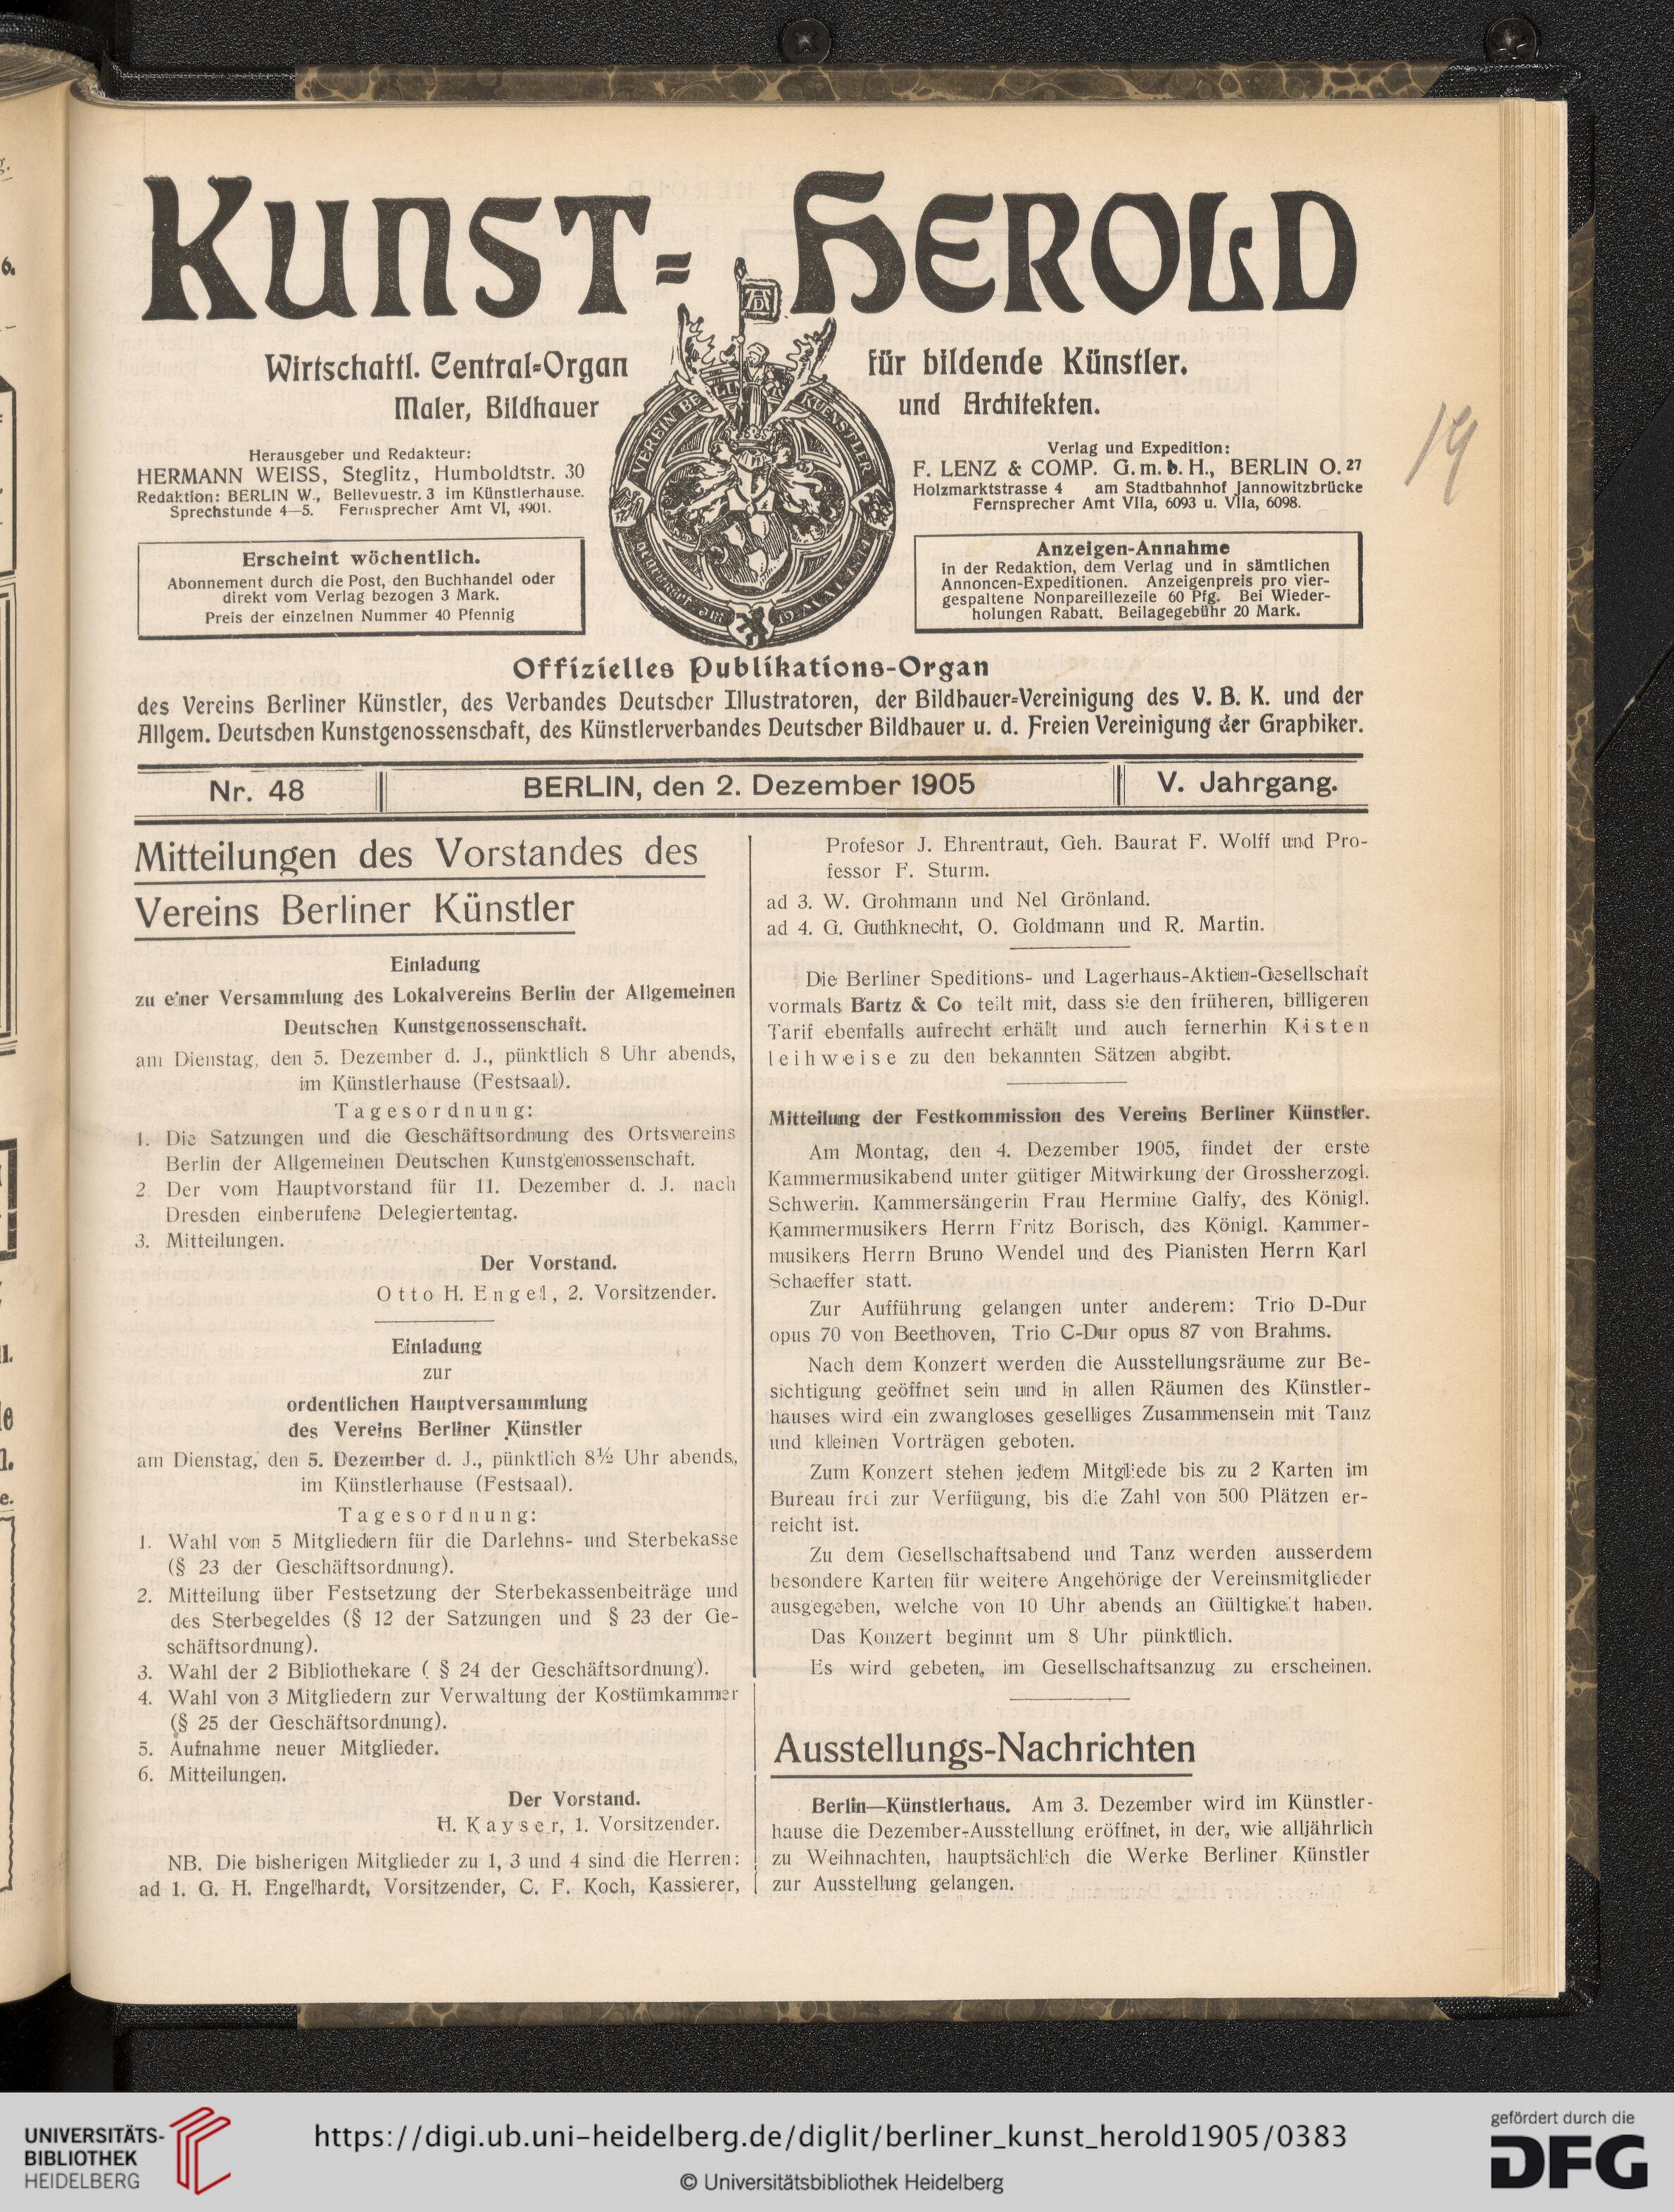 KUNST=HEROLD
Wirtschaftl. Central=Organ für bildende Künstler,
Maler, Bildhauer und Architekten.
Herausgeber und Redakteur:
HERMANN WEISS, Steglitz, Humboldtstr. 30
Redaktion: BERLIN W., Bellevuestr. 3 im Künstlerhause.
Sprechstunde 4—5. Fernsprecher Amt VI, 4901.
Erscheint wöchentlich.
Abonnement durch die Post, den Buchhandel oder
direkt vom Verlag bezogen 3 Mark.
Preis der einzelnen Nummer 40 Pfennig
VEREIN BERLINER KUENSTLER
19. MAI 1841
Verlag und Expedition:
F. LENZ & COMP. G. m. b. H., BERLIN O. 27
Holzmarktstrasse 4 am Stadtbahnhof Jannowitzbrücke
Fernsprecher Amt VIIa, 6093 u. VIIa, 6098.
Anzeigen-Annahme
in der Redaktion, dem Verlag und in sämtlichen
Annoncen-Expeditionen. Anzeigenpreis pro vier-
gespaltene Nonpareillezeile 60 Pfg. Bei Wieder-
holungen Rabatt. Beilagegebühr 20 Mark.
19
Offizielles Publikations-Organ
des Vereins Berliner Künstler, des Verbandes Deutscher Illustratoren, der Bildhauer=Vereinigung des V. B. K. und der
Allgem. Deutschen Kunstgenossenschaft, des Künstlerverbandes Deutscher Bildhauer u. d. Freien Vereinigung der Graphiker.
Nr. 48 BERLIN, den 2. Dezember 1905 V. Jahrgang.
Mitteilungen des Vorstandes des
Vereins Berliner Künstler
Einladung
zu einer Versammlung des Lokalvereins Berlin der Allgemeinen
Deutschen Kunstgenossenschaft.
am Dienstag, den 5. Dezember d. J., pünktlich 8 Uhr abends,
im Künstlerhause (Festsaal).
Tagesordnung:
1. Die Satzungen und die Geschäftsordnung des Ortsvereins
Berlin der Allgemeinen Deutschen Kunstgenossenschaft.
2. Der vom Hauptvorstand für 11. Dezember d. J. nach
Dresden einberufene Delegiertentag.
3. Mitteilungen.
Der Vorstand.
Otto H. Engel, 2. Vorsitzender.
Einladung
zur
ordentlichen Hauptversammlung
des Vereins Berliner Künstler
am Dienstag, den 5. Dezember d. J., pünktlich 8½ Uhr abends,
im Künstlerhause (Festsaal).
Tagesordnung:
1. Wahl von 5 Mitgliedern für die Darlehns- und Sterbekasse
(§ 23 der Geschäftsordnung).
2. Mitteilung über Festsetzung der Sterbekassenbeiträge und
des Sterbegeldes (§ 12 der Satzungen und § 23 der Ge-
schäftsordnung).
3. Wahl der 2 Bibliothekare ( § 24 der Geschäftsordnung).
4. Wahl von 3 Mitgliedern zur Verwaltung der Kostümkammer
(§ 25 der Geschäftsordnung).
5. Aufnahme neuer Mitglieder.
6. Mitteilungen.
Der Vorstand.
H. Kayser, 1. Vorsitzender.
NB. Die bisherigen Mitglieder zu 1, 3 und 4 sind die Herren:
ad 1. G. H. Engelhardt, Vorsitzender, C. F. Koch, Kassierer,
Profesor J. Ehrentraut, Geh. Baurat F. Wolff und Pro-
fessor F. Sturm.
ad 3. W. Grohmann und Nel Grönland.
ad 4. G. Guthknecht, O. Goldmann und R. Martin.
Die Berliner Speditions- und Lagerhaus-Aktien-Gesellschaft
vormals Bartz & Co teilt mit, dass sie den früheren, billigeren
Tarif ebenfalls aufrecht erhält und auch fernerhin Kisten
leihweise zu den bekannten Sätzen abgibt.
Mitteilung der Festkommission des Vereins Berliner Künstler.
Am Montag, den 4. Dezember 1905, findet der erste
Kammermusikabend unter gütiger Mitwirkung der Grossherzogl.
Schwerin. Kammersängerin Frau Hermine Galfy, des Königl.
Kammermusikers Herrn Fritz Borisch, des Königl. Kammer-
musikers Herrn Bruno Wendel und des Pianisten Herrn Karl
Schaeffer statt.
Zur Aufführung gelangen unter anderem: Trio D-Dur
opus 70 von Beethoven, Trio C-Dur opus 87 von Brahms.
Nach dem Konzert werden die Ausstellungsräume zur Be-
sichtigung geöffnet sein und in allen Räumen des Künstler-
hauses wird ein zwangloses geselliges Zusammensein mit Tanz
und kleinen Vorträgen geboten.
Zum Konzert stehen jedem Mitgliede bis zu 2 Karten im
Bureau frei zur Verfügung, bis die Zahl von 500 Plätzen er-
reicht ist.
Zu dem Gesellschaftsabend und Tanz werden ausserdem
besondere Karten für weitere Angehörige der Vereinsmitglieder
ausgegeben, welche von 10 Uhr abends an Gültigkeit haben.
Das Konzert beginnt um 8 Uhr pünktlich.
Es wird gebeten, im Gesellschaftsanzug zu erscheinen.
Ausstellungs-Nachrichten
Berlin—Künstlerhaus. Am 3. Dezember wird im Künstler-
hause die Dezember-Ausstellung eröffnet, in der, wie alljährlich
zu Weihnachten, hauptsächlich die Werke Berliner Künstler
zur Ausstellung gelangen.
UNIVERSITÄTS-
BIBLIOTHEK
HEIDELBERG
https://digi.ub.uni-heidelberg.de/diglit/berliner_kunst_herold1905/0383
© Universitätsbibliothek Heidelberg
gefördert durch die
DFG